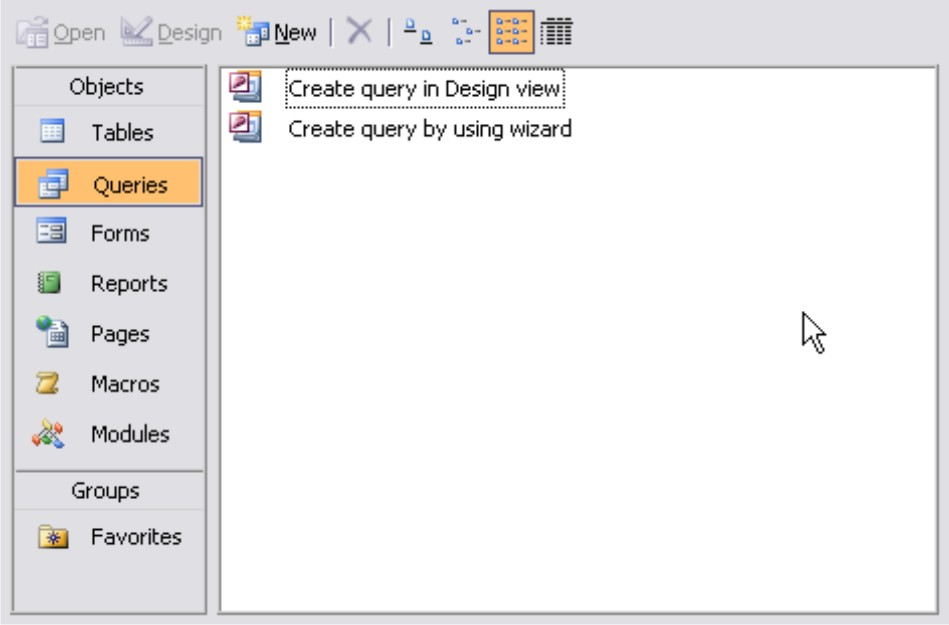 Open Design New
Objects
Tables
Queries
Forms
Reports
Pages
Macros
Modules
Groups
Favorites
Create query in Design view
Create query by using wizard